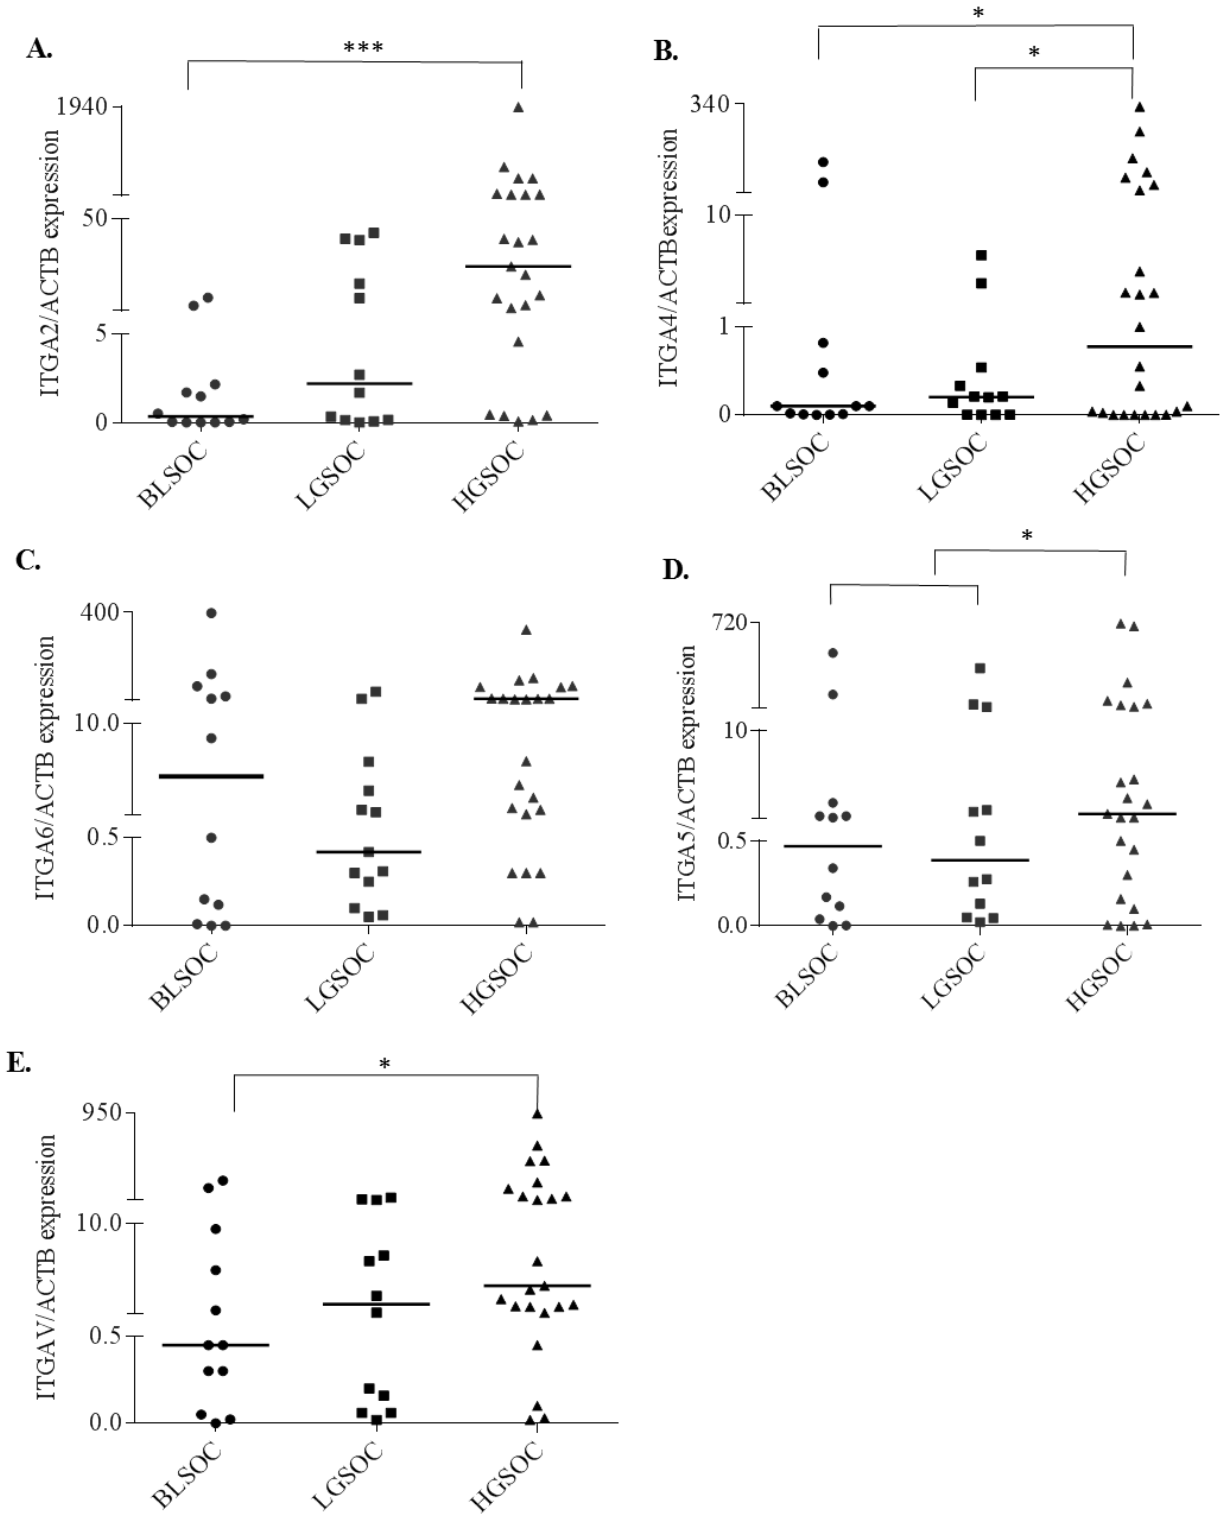 A.
***
1940
50
5
0
ITGA2/ACTB expression
BLSOC
LGSOC
HGSOC
B.
*
*
340
10
1
0
ITGA4/ACTBexpression
BLSOC
LGSOC
HGSOC
C.
400
10.0
0.5
0.0
ITGA6/ACTB expression
BLSOC
LGSOC
HGSOC
D.
*
720
10
0.5
0.0
ITGA5/ACTB expression
BLSOC
LGSOC
HGSOC
E.
*
950
10.0
0.5
0.0
ITGAV/ACTB expression
BLSOC
LGSOC
HGSOC